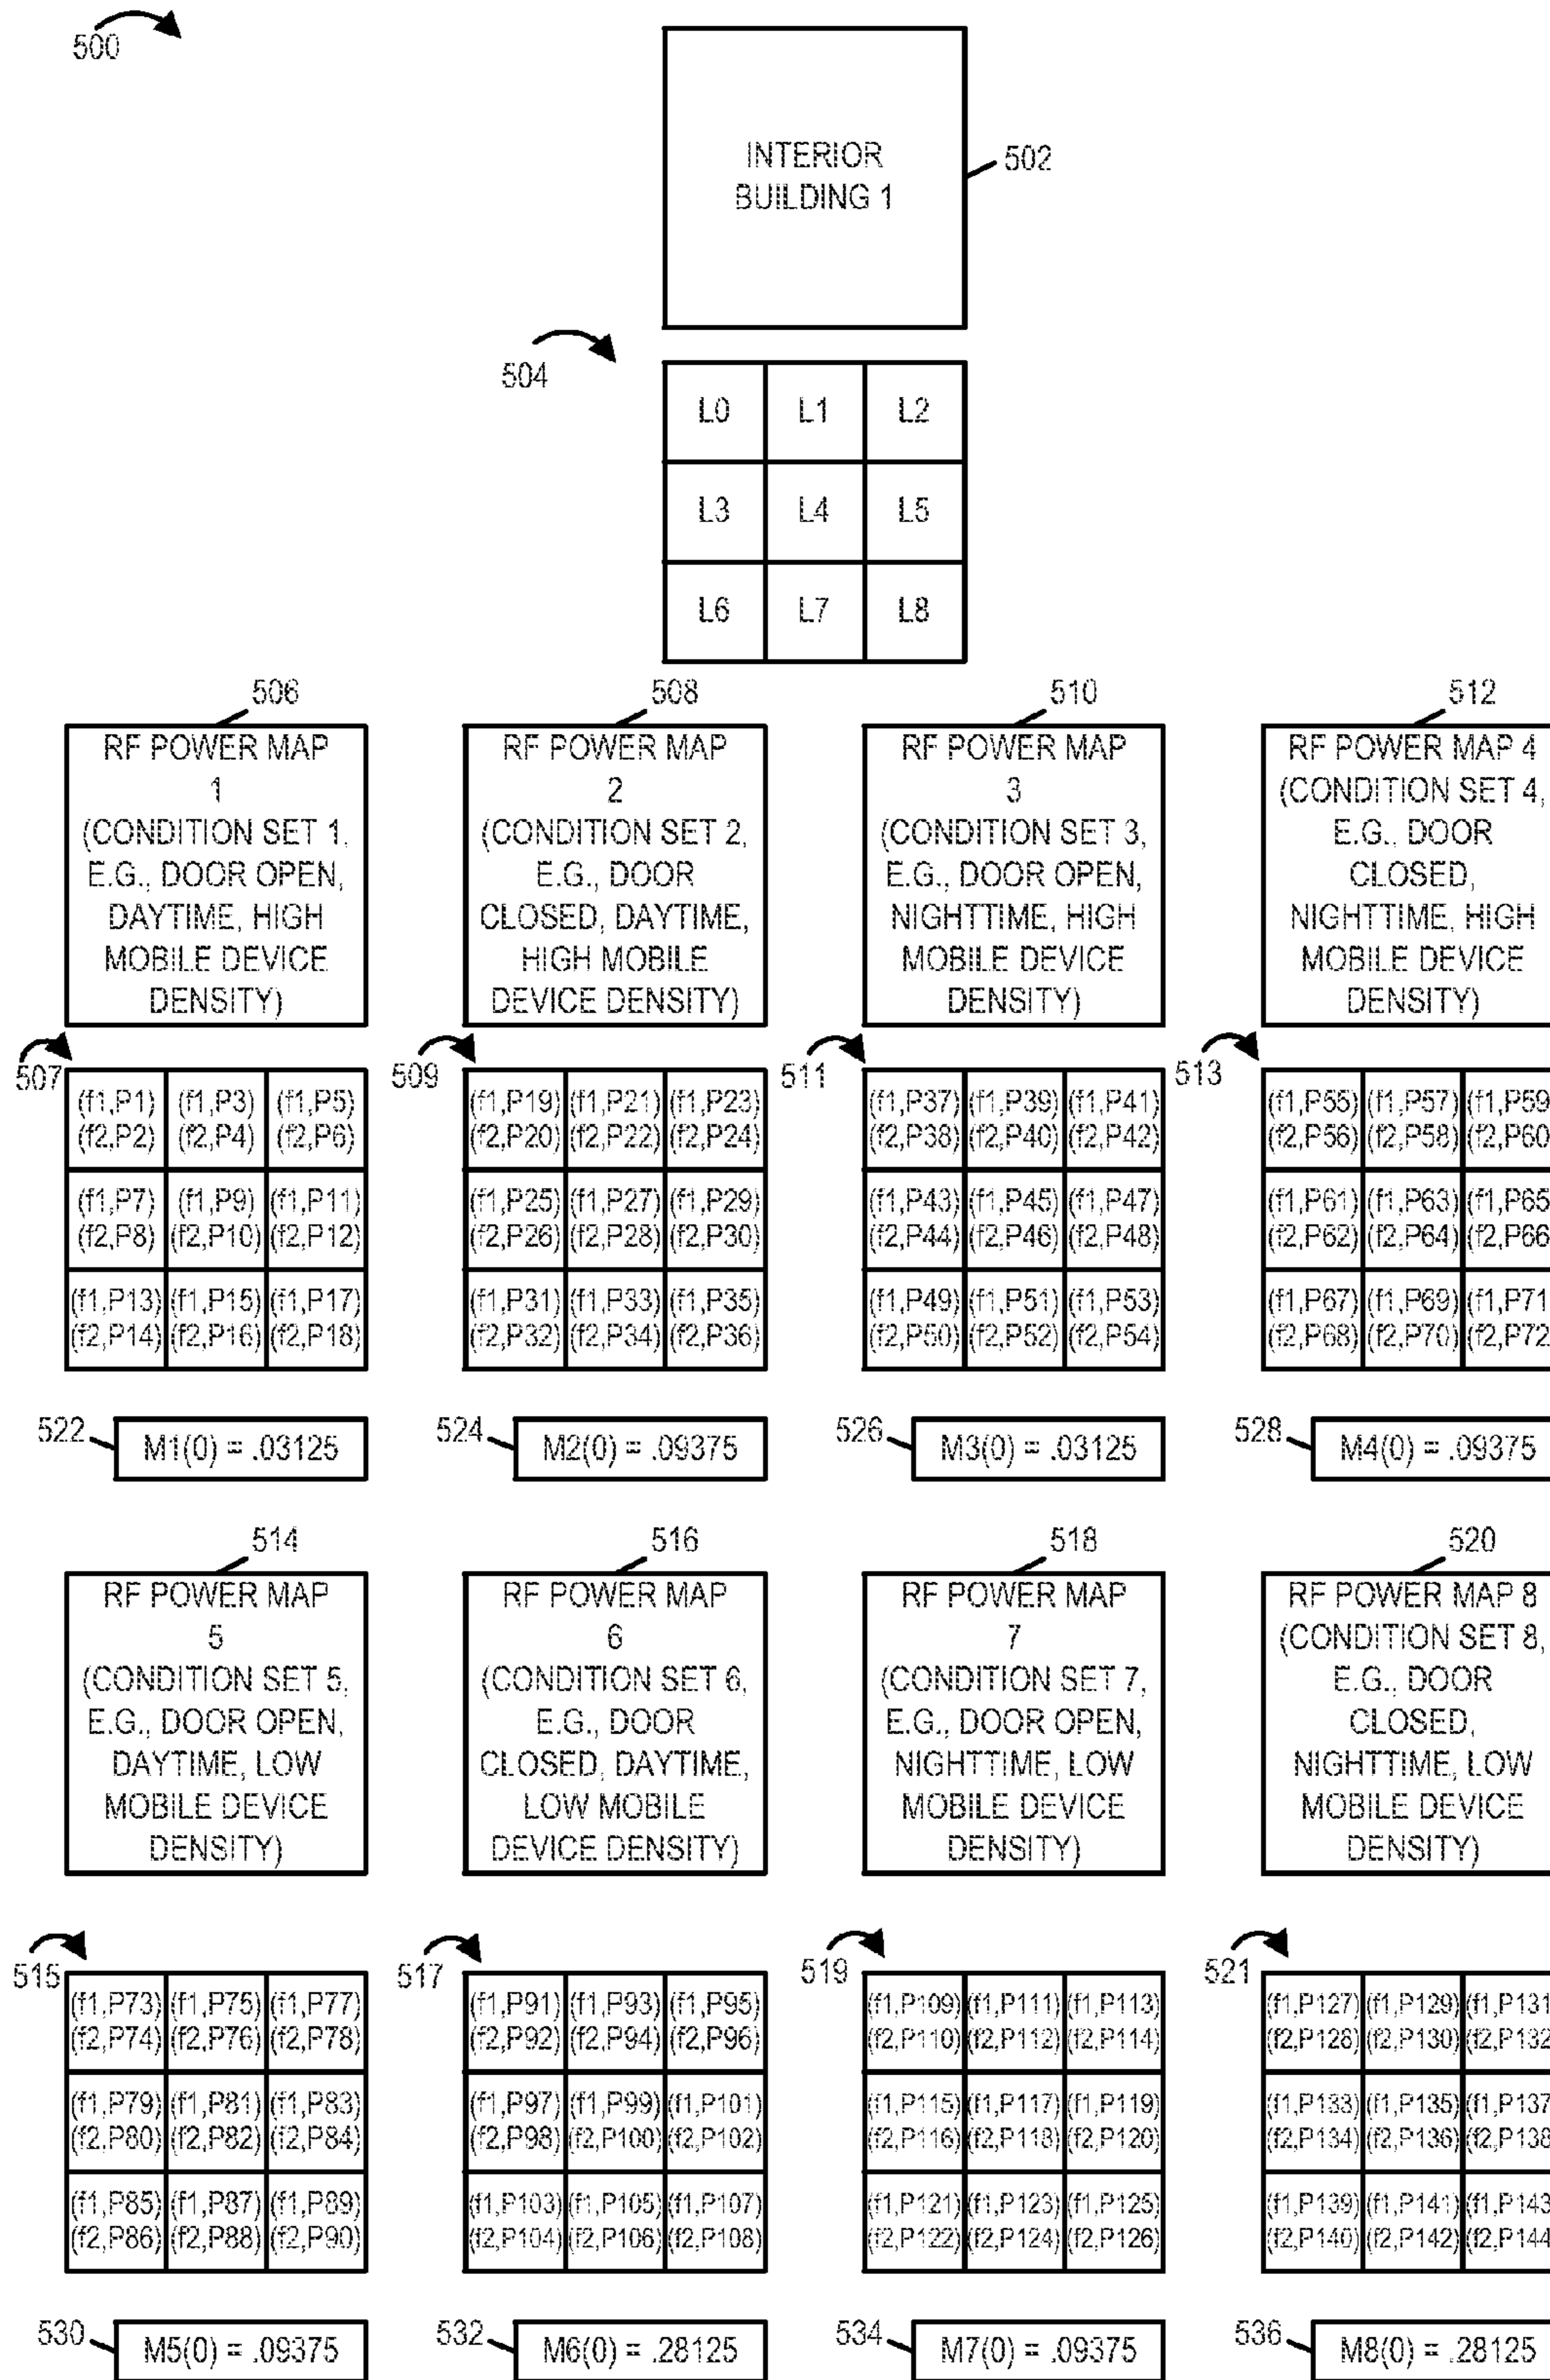 500
INTERIOR
BUILDING 1
502
504
L0 L1 L2
L3 L4 L5
L6 L7 L8
506 508 510 512
RF POWER MAP
1
(CONDITION SET 1,
E.G., DOOR OPEN,
DAYTIME, HIGH
MOBILE DEVICE
DENSITY)
RF POWER MAP
2
(CONDITION SET 2,
E.G., DOOR
CLOSED, DAYTIME,
HIGH MOBILE
DEVICE DENSITY)
RF POWER MAP
3
(CONDITION SET 3,
E.G., DOOR OPEN,
NIGHTTIME, HIGH
MOBILE DEVICE
DENSITY)
RF POWER MAP 4
(CONDITION SET 4,
E.G., DOOR
CLOSED,
NIGHTTIME, HIGH
MOBILE DEVICE
DENSITY)
507
(f1,P1) (f1,P3) (f1,P5)
(f2,P2) (f2,P4) (f2,P6)
(f1,P7) (f1,P9) (f1,P11)
(f2,P8) (f2,P10) (f2,P12)
(f1,P13) (f1,P15) (f1,P17)
(f2,P14) (f2,P16) (f2,P18)
509
(f1,P19) (f1,P21) (f1,P23)
(f2,P20) (f2,P22) (f2,P24)
(f1,P25) (f1,P27) (f1,P29)
(f2,P26) (f2,P28) (f2,P30)
(f1,P31) (f1,P33) (f1,P35)
(f2,P32) (f2,P34) (f2,P36)
511
(f1,P37) (f1,P39) (f1,P41)
(f2,P38) (f2,P40) (f2,P42)
(f1,P43) (f1,P45) (f1,P47)
(f2,P44) (f2,P46) (f2,P48)
(f1,P49) (f1,P51) (f1,P53)
(f2,P50) (f2,P52) (f2,P54)
513
(f1,P55) (f1,P57) (f1,P59
(f2,P56) (f2,P58) (f2,P60
(f1,P61) (f1,P63) (f1,P65
(f2,P62) (f2,P64) (f2,P66
(f1,P67) (f1,P69) (f1,P71
(f2,P68) (f2,P70) (f2,P72
522 M1(0) = .03125
524 M2(0) = .09375
526 M3(0) = .03125
528 M4(0) = .09375
514 516 518 520
RF POWER MAP
5
(CONDITION SET 5,
E.G., DOOR OPEN,
DAYTIME, LOW
MOBILE DEVICE
DENSITY)
RF POWER MAP
6
(CONDITION SET 6,
E.G., DOOR
CLOSED, DAYTIME,
LOW MOBILE
DEVICE DENSITY)
RF POWER MAP
7
(CONDITION SET 7,
E.G., DOOR OPEN,
NIGHTTIME, LOW
MOBILE DEVICE
DENSITY)
RF POWER MAP 8
(CONDITION SET 8,
E.G., DOOR
CLOSED,
NIGHTTIME, LOW
MOBILE DEVICE
DENSITY)
515
(f1,P73) (f1,P75) (f1,P77)
(f2,P74) (f2,P76) (f2,P78)
(f1,P79) (f1,P81) (f1,P83)
(f2,P80) (f2,P82) (f2,P84)
(f1,P85) (f1,P87) (f1,P89)
(f2,P86) (f2,P88) (f2,P90)
517
(f1,P91) (f1,P93) (f1,P95)
(f2,P92) (f2,P94) (f2,P96)
(f1,P97) (f1,P99) (f1,P101)
(f2,P98) (f2,P100) (f2,P102)
(f1,P103) (f1,P105) (f1,P107)
(f2,P104) (f2,P106) (f2,P108)
519
(f1,P109) (f1,P111) (f1,P113)
(f2,P110) (f2,P112) (f2,P114)
(f1,P115) (f1,P117) (f1,P119)
(f2,P116) (f2,P118) (f2,P120)
(f1,P121) (f1,P123) (f1,P125)
(f2,P122) (f2,P124) (f2,P126)
521
(f1,P127) (f1,P129) (f1,P131
(f2,P128) (f2,P130) (f2,P132
(f1,P133) (f1,P135) (f1,P137
(f2,P134) (f2,P136) (f2,P138
(f1,P139) (f1,P141) (f1,P143
(f2,P140) (f2,P142) (f2,P144
530 M5(0) = .09375
532 M6(0) = .28125
534 M7(0) = .09375
536 M8(0) = .28125